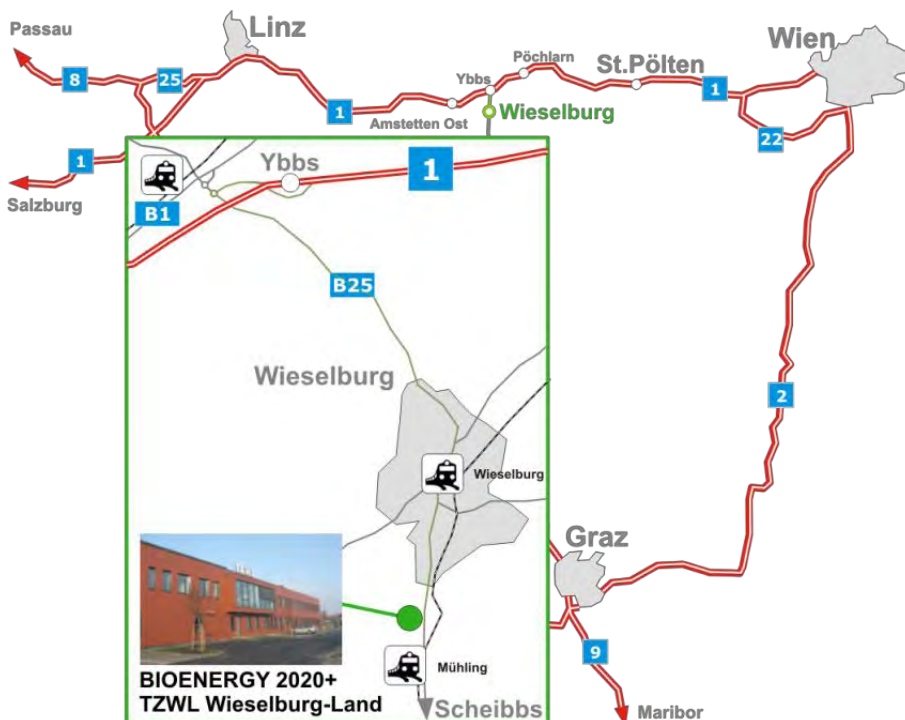 Passau
Linz
Wien
8
25
Pöchlarn
St.Pölten
Ybbs
1
1
Amstetten Ost
Wieselburg
22
1
Salzburg
Ybbs
1
B1
B25
2
Wieselburg
Wieselburg
Graz
9
Mühling
BIOENERGY 2020+
TZWL Wieselburg-Land
Scheibbs
Maribor